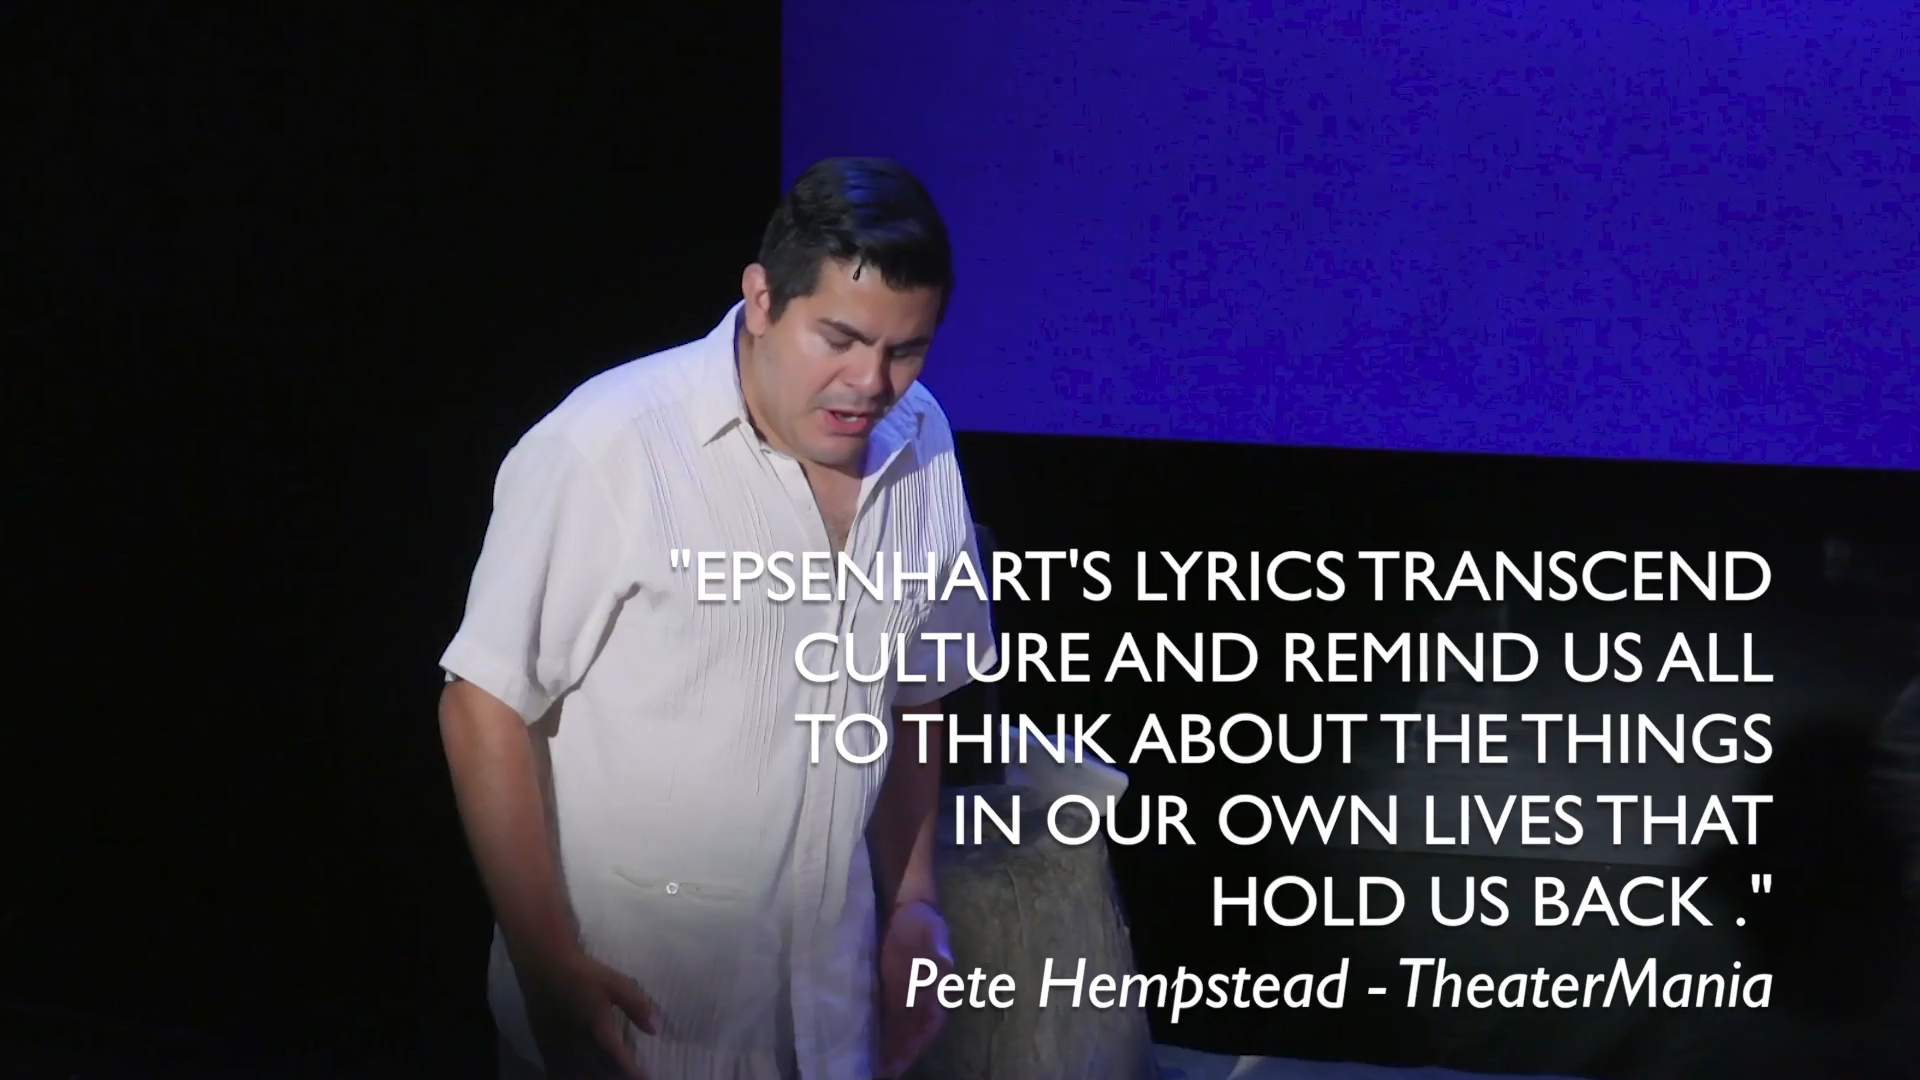 "EPSENHART'S LYRICS TRANSCEND
CULTURE AND REMIND US ALL
TO THINK ABOUT THE THINGS
IN OUR OWN LIVES THAT
HOLD US BACK ."
Pete Hempstead - TheaterMania